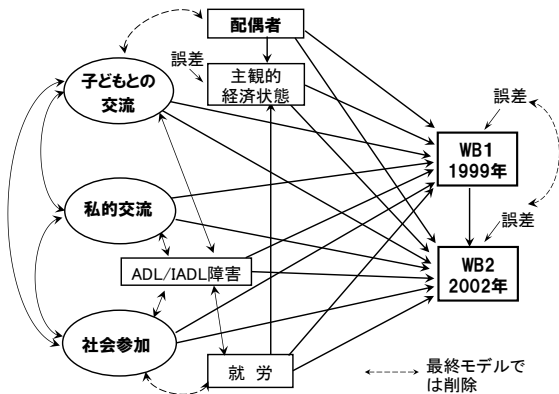 配偶者
誤差
主観的
経済状態
子どもとの
交流
誤差
WB1
1999年
私的交流
誤差
ADL/IADL障害
WB2
2002年
社会参加
就 労
最終モデルで
は削除